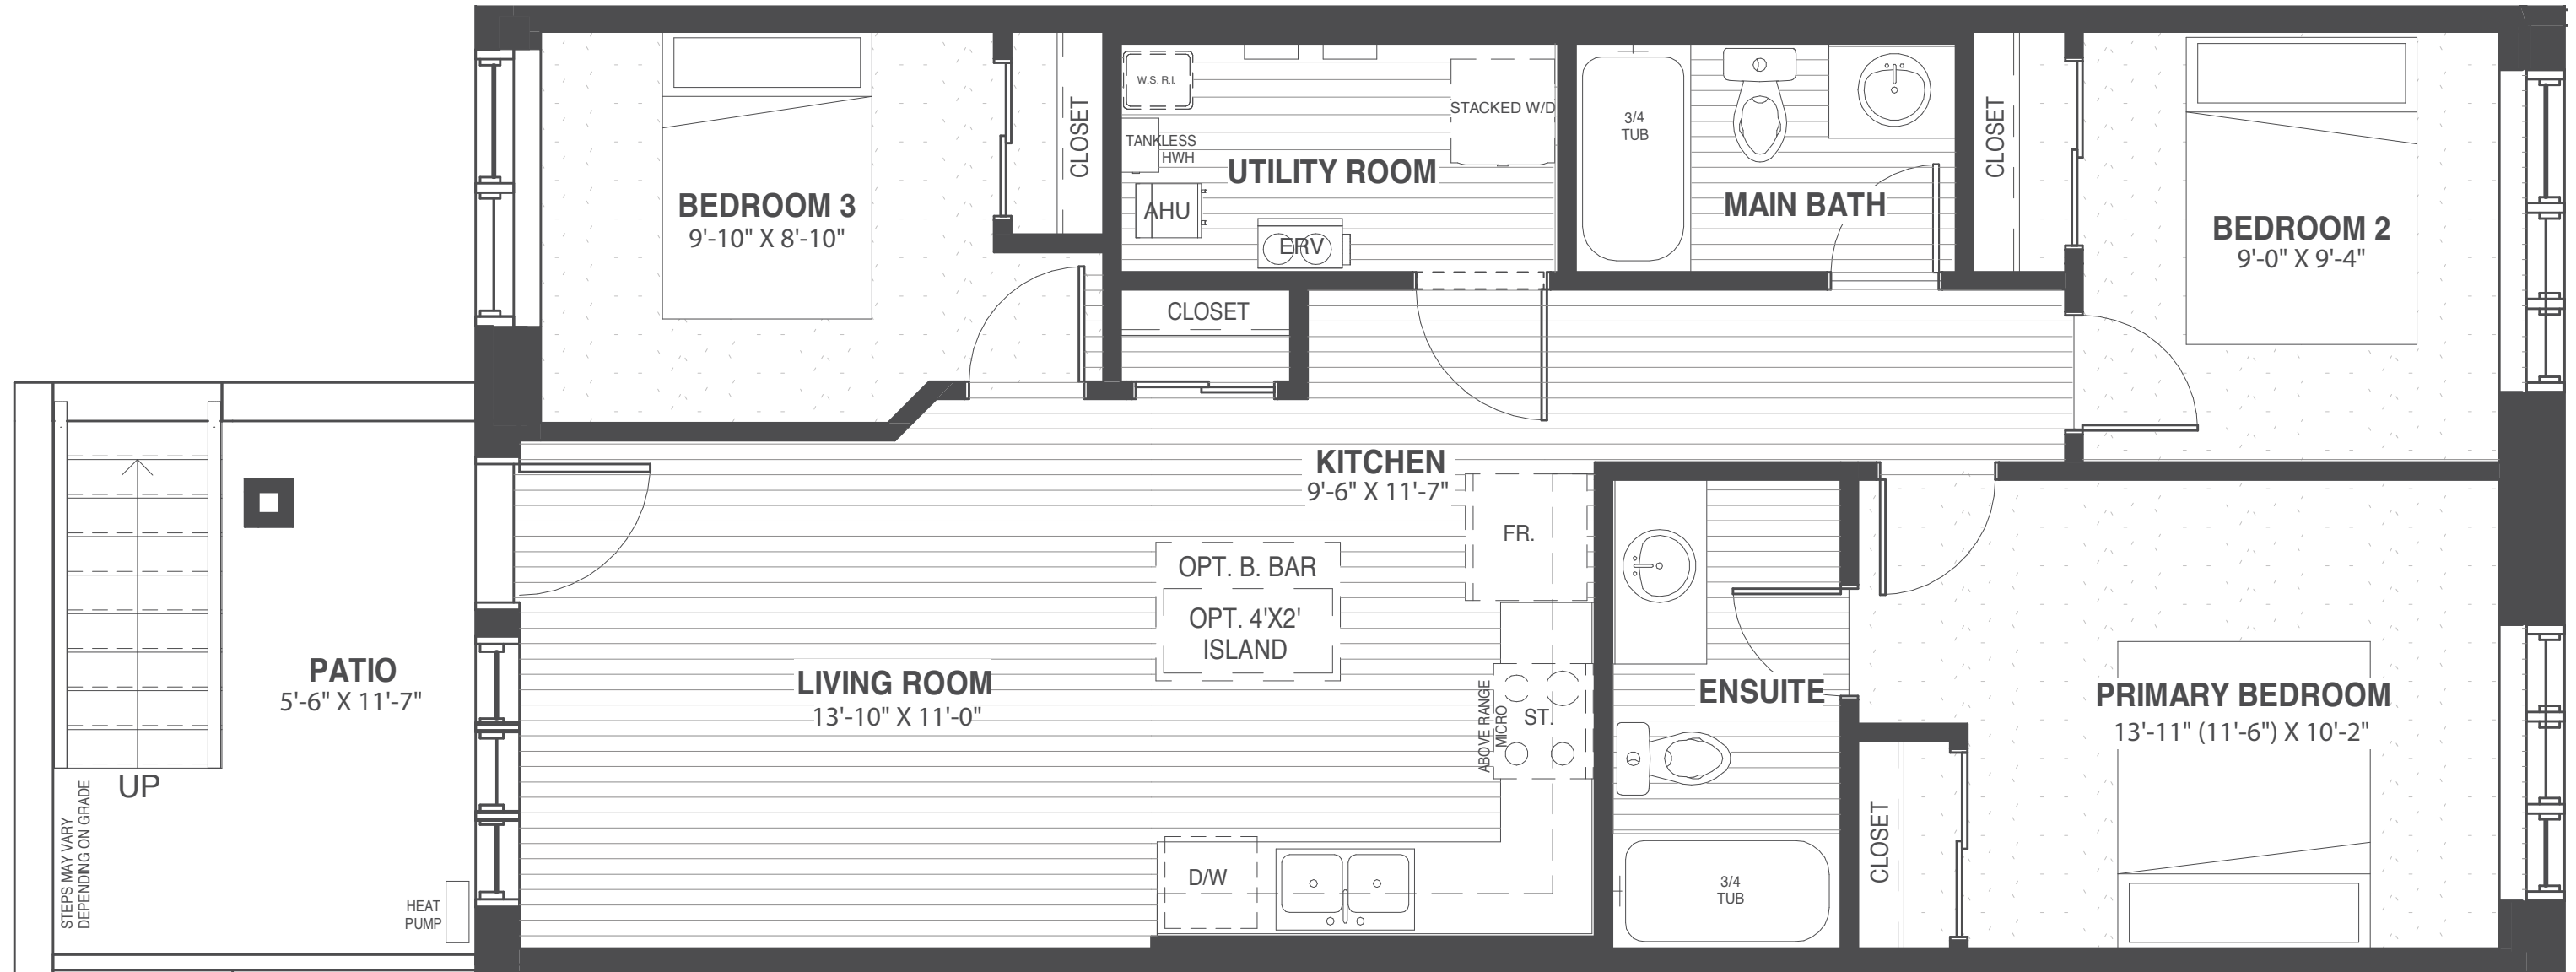 BEDROOM 3
9'-10" X 8'-10"
CLOSET
W.S. R.I.
TANKLESS
HWH
AHU
UTILITY ROOM
ERV
STACKED W/D
3/4
TUB
MAIN BATH
CLOSET
BEDROOM 2
9'-0" X 9'-4"
CLOSET
KITCHEN
9'-6" X 11'-7"
FR.
OPT. B. BAR
OPT. 4'X2'
ISLAND
LIVING ROOM
13'-10" X 11'-0"
ABOVE RANGE
MICRO
ST.
D/W
PATIO
5'-6" X 11'-7"
UP
STEPS MAY VARY
DEPENDING ON GRADE
HEAT
PUMP
ENSUITE
3/4
TUB
CLOSET
PRIMARY BEDROOM
13'-11" (11'-6") X 10'-2"